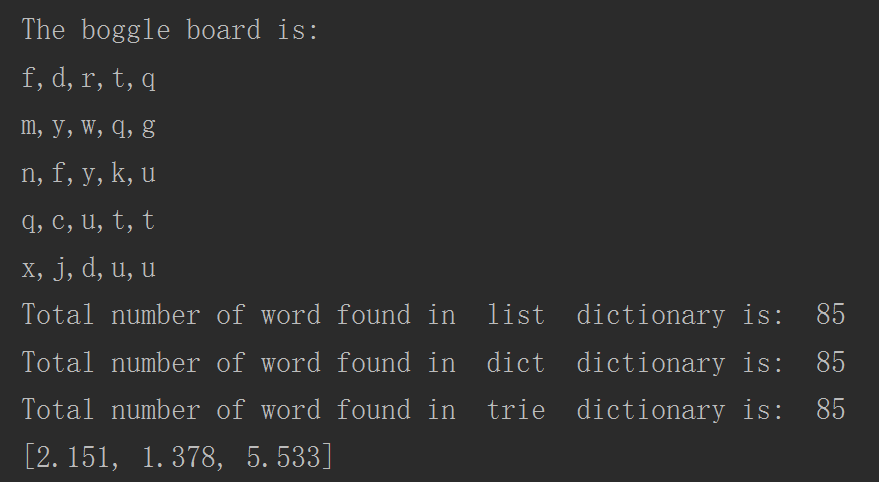 The boggle board is:
f,d,r,t,q
m,y,w,q,g
n,f,y,k,u
q,c,u,t,t
x,j,d,u,u
Total number of word found in  list  dictionary is:  85
Total number of word found in  dict  dictionary is:  85
Total number of word found in  trie  dictionary is:  85
[2.151, 1.378, 5.533]